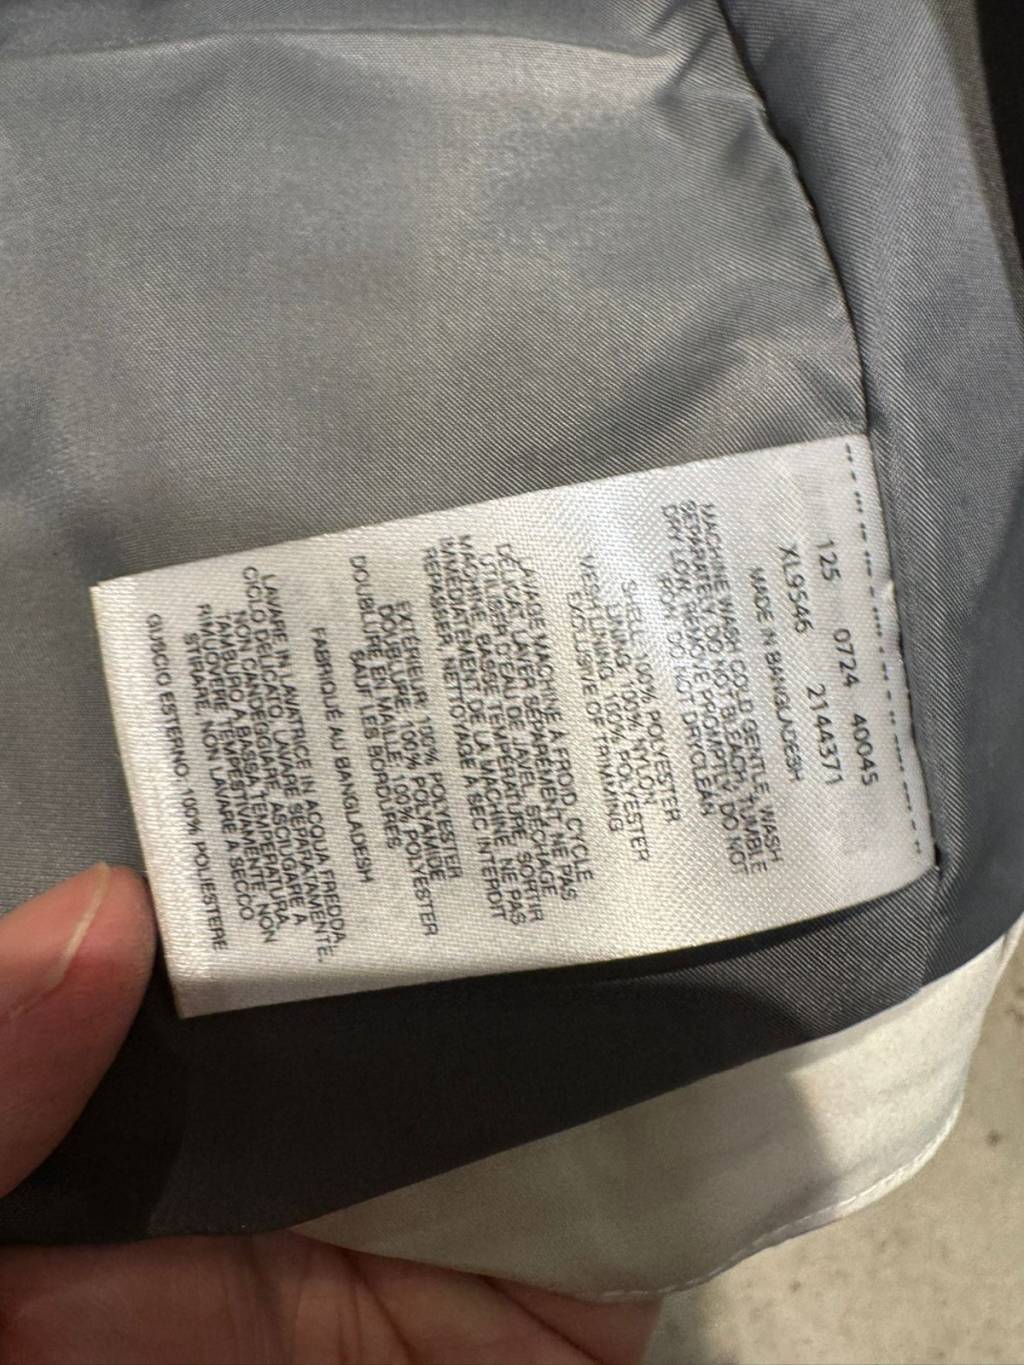 125 0724 40045
XL9546 2144371
MADE IN BANGLADESH
MACHINE WASH COLD GENTLE, WASH
SEPARATELY, DO NOT BLEACH, TUMBLE
DRY LOW, REMOVE PROMPTLY, DO NOT
IRON, DO NOT DRYCLEAN
SHELL: 100% POLYESTER
LINING: 100% NYLON
MESH LINING: 100% POLYESTER
EXCLUSIVE OF TRIMMING
LAVAGE MACHINE À FROID, CYCLE
DÉLICAT, LAVER SÉPARÉMENT, NE PAS
UTILISER D'EAU DE JAVEL, SÉCHAGE
MACHINE, BASSE TEMPÉRATURE, SORTIR
IMMÉDIATEMENT DE LA MACHINE, NE PAS
REPASSER, NETTOYAGE À SEC INTERDIT
EXTÉRIEUR: 100% POLYESTER
DOUBLURE: 100% POLYAMIDE
DOUBLURE EN MAILLE: 100% POLYESTER
SAUF LES BORDURES
FABRIQUÉ AU BANGLADESH
LAVARE IN LAVATRICE IN ACQUA FREDDA,
CICLO DELICATO, LAVARE SEPARATAMENTE.
NON CANDEGGIARE, ASCIUGARE A
TAMBURO A BASSA TEMPERATURA,
RIMUOVERE TEMPESTIVAMENTE, NON
STIRARE, NON LAVARE A SECCO
GUSCIO ESTERNO: 100% POLIESTERE